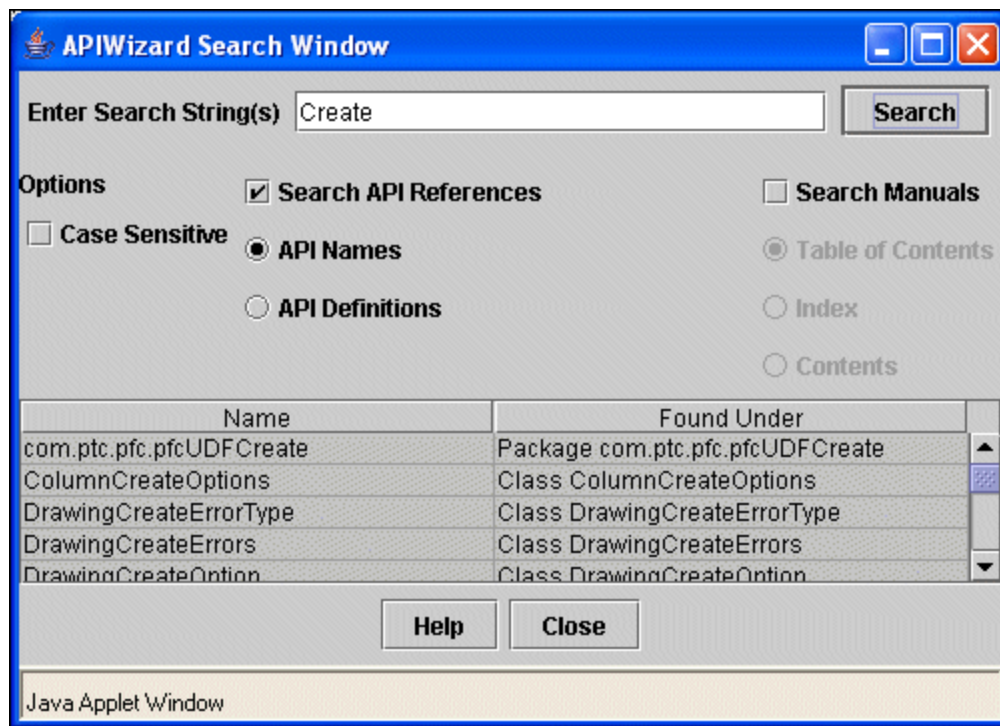 APIWizard Search Window
Enter Search String(s) Create Search
Options Search API References Search Manuals
Case Sensitive API Names Table of Contents
API Definitions Index
Contents
Name Found Under
com.ptc.pfc.pfcUDFCreate Package com.ptc.pfc.pfcUDFCreate
ColumnCreateOptions Class ColumnCreateOptions
DrawingCreateErrorType Class DrawingCreateErrorType
DrawingCreateErrors Class DrawingCreateErrors
DrawingCreateOption Class DrawingCreateOption
Help Close
Java Applet Window